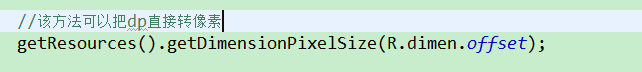 //该方法可以把dp直接转像素
getResources().getDimensionPixelSize(R.dimen.offset);